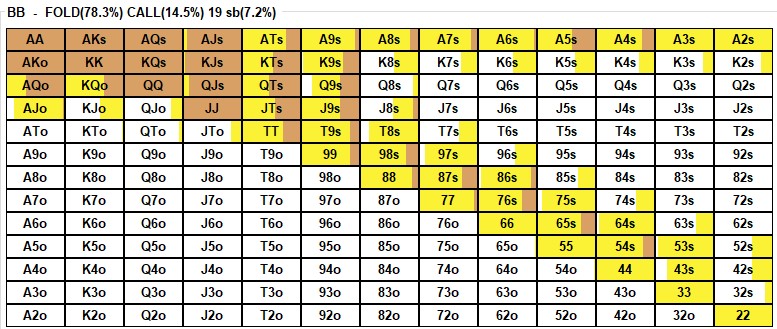 BB - FOLD(78.3%) CALL(14.5%) 19 sb(7.2%)
AA AKs AQs AJs ATs A9s A8s A7s A6s A5s A4s A3s A2s
AKo KK KQs KJs KTs K9s K8s K7s K6s K5s K4s K3s K2s
AQo KQo QQ QJs QTs Q9s Q8s Q7s Q6s Q5s Q4s Q3s Q2s
AJo KJo QJo JJ JTs J9s J8s J7s J6s J5s J4s J3s J2s
ATo KTo QTo JTo TT T9s T8s T7s T6s T5s T4s T3s T2s
A9o K9o Q9o J9o T9o 99 98s 97s 96s 95s 94s 93s 92s
A8o K8o Q8o J8o T8o 98o 88 87s 86s 85s 84s 83s 82s
A7o K7o Q7o J7o T7o 97o 87o 77 76s 75s 74s 73s 72s
A6o K6o Q6o J6o T6o 96o 86o 76o 66 65s 64s 63s 62s
A5o K5o Q5o J5o T5o 95o 85o 75o 65o 55 54s 53s 52s
A4o K4o Q4o J4o T4o 94o 84o 74o 64o 54o 44 43s 42s
A3o K3o Q3o J3o T3o 93o 83o 73o 63o 53o 43o 33 32s
A2o K2o Q2o J2o T2o 92o 82o 72o 62o 52o 42o 32o 22